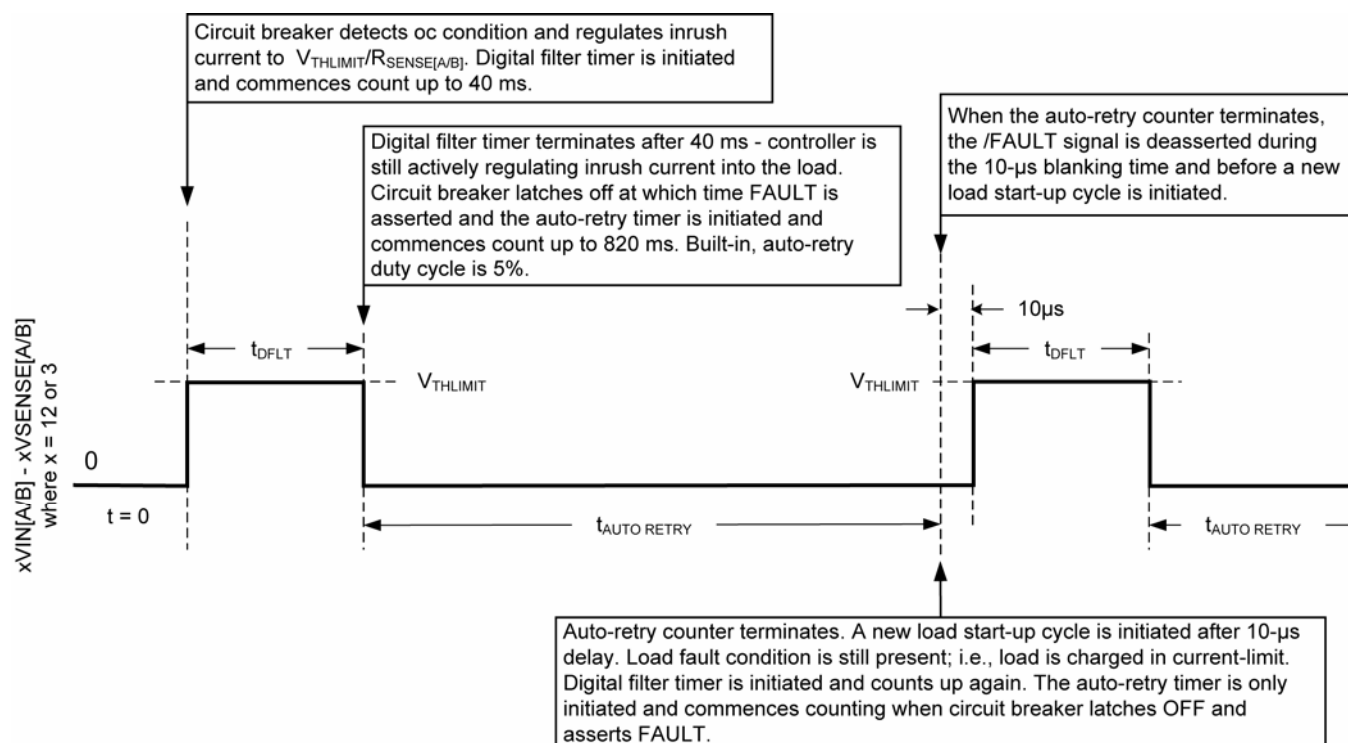 Circuit breaker detects oc condition and regulates inrush
current to VTHLIMIT/RSENSE[A/B]. Digital filter timer is initiated
and commences count up to 40 ms.
Digital filter timer terminates after 40 ms - controller is
still actively regulating inrush current into the load.
Circuit breaker latches off at which time FAULT is
asserted and the auto-retry timer is initiated and
commences count up to 820 ms. Built-in, auto-retry
duty cycle is 5%.
When the auto-retry counter terminates,
the /FAULT signal is deasserted during
the 10-µs blanking time and before a new
load start-up cycle is initiated.
10µs
tDFLT
tDFLT
VTHLIMIT
VTHLIMIT
xVIN[A/B] - xVSENSE[A/B]
where x = 12 or 3
0
t = 0
tAUTO RETRY
tAUTO RETRY
Auto-retry counter terminates. A new load start-up cycle is initiated after 10-µs
delay. Load fault condition is still present; i.e., load is charged in current-limit.
Digital filter timer is initiated and counts up again. The auto-retry timer is only
initiated and commences counting when circuit breaker latches OFF and
asserts FAULT.